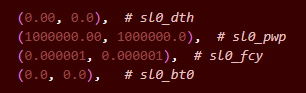 (0.00, 0.0),  # sl0_dth
(1000000.00, 1000000.0),  # sl0_pwp
(0.000001, 0.000001),  # sl0_fcy
(0.0, 0.0),   # sl0_bt0